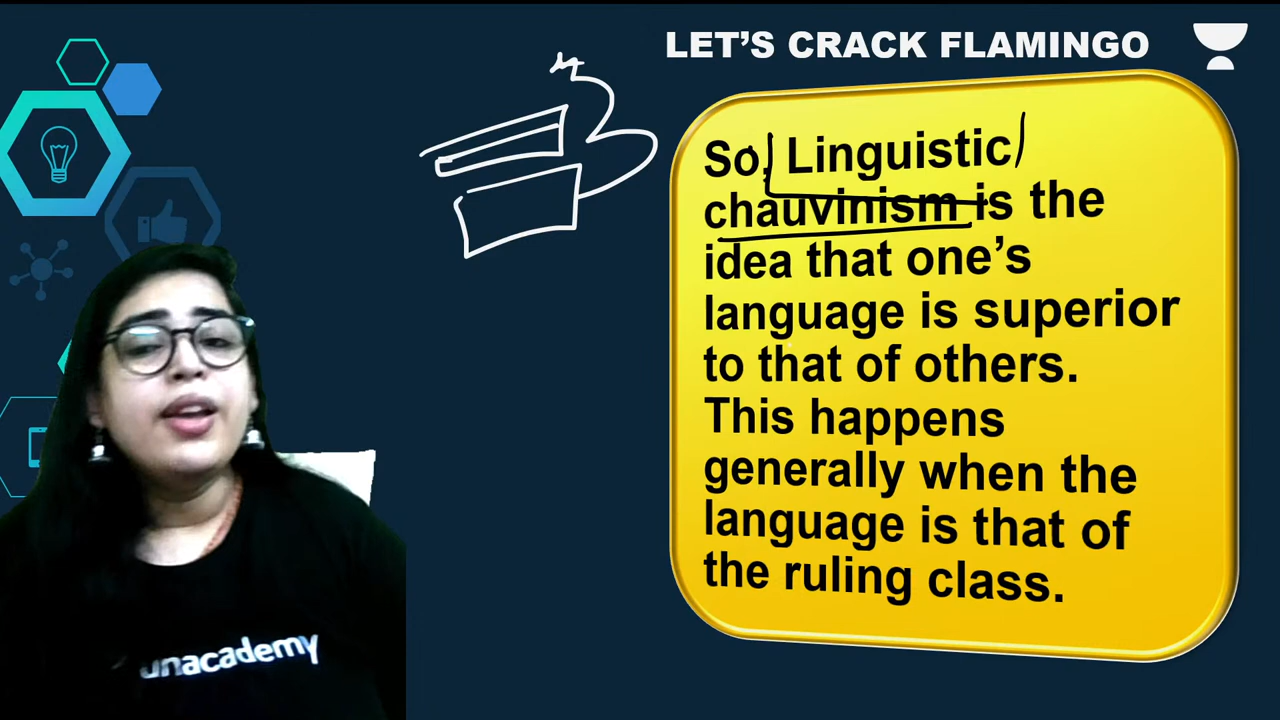 LET'S CRACK FLAMINGO
So, Linguistic
chauvinism is the
idea that one's
language is superior
to that of others.
This happens
generally when the
language is that of
the ruling class.
unacademy